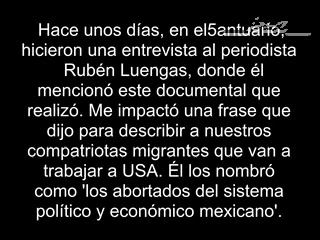 Hace unos días, en el5antuario,
hicieron una entrevista al periodista
Rubén Luengas, donde él
mencionó este documental que
realizó. Me impactó una frase que
dijo para describir a nuestros
compatriotas migrantes que van a
trabajar a USA. Él los nombró
como 'los abortados del sistema
político y económico mexicano'.